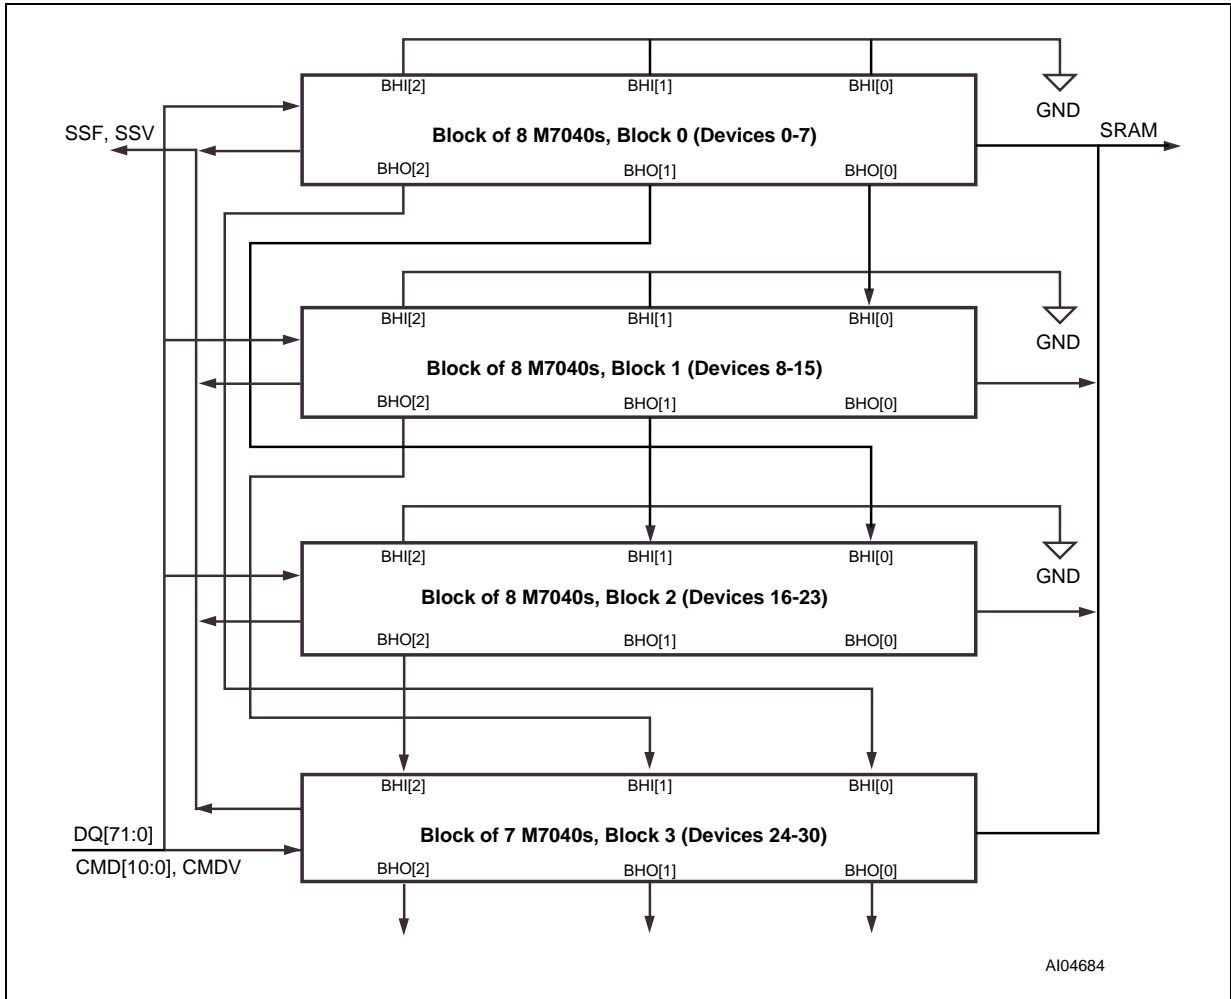 BHI[2] BHI[1] BHI[0]
GND
SSF, SSV
Block of 8 M7040s, Block 0 (Devices 0-7)
SRAM
BHO[2] BHO[1] BHO[0]
BHI[2] BHI[1] BHI[0]
GND
Block of 8 M7040s, Block 1 (Devices 8-15)
BHO[2] BHO[1] BHO[0]
BHI[2] BHI[1] BHI[0]
GND
Block of 8 M7040s, Block 2 (Devices 16-23)
BHO[2] BHO[1] BHO[0]
BHI[2] BHI[1] BHI[0]
DQ[71:0]
Block of 7 M7040s, Block 3 (Devices 24-30)
CMD[10:0], CMDV
BHO[2] BHO[1] BHO[0]
AI04684